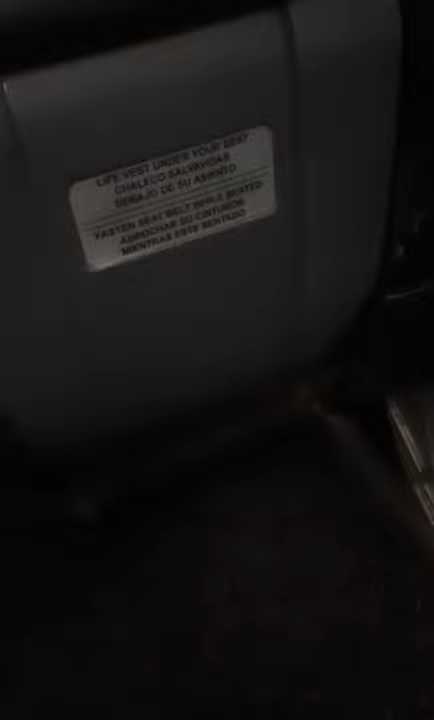 LIFE VEST UNDER YOUR SEAT
CHALECO SALVAVIDAS
DEBAJO DE SU ASIENTO
FASTEN SEAT BELT WHILE SEATED
ABROCHAR SU CINTURON
MIENTRAS ESTE SENTADO